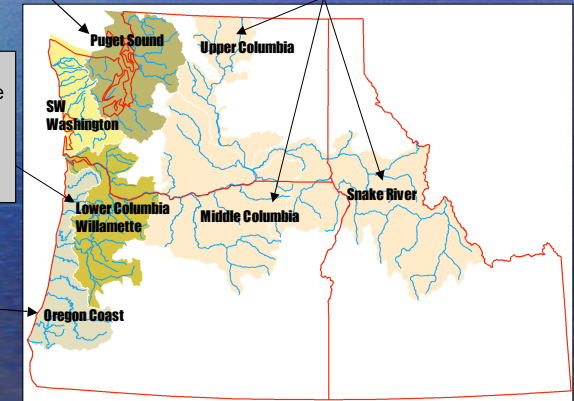 Puget Sound
Upper Columbia
e
SW
Washington
Snake River
Lower Columbia
Willamette
Middle Columbia
Oregon Coast